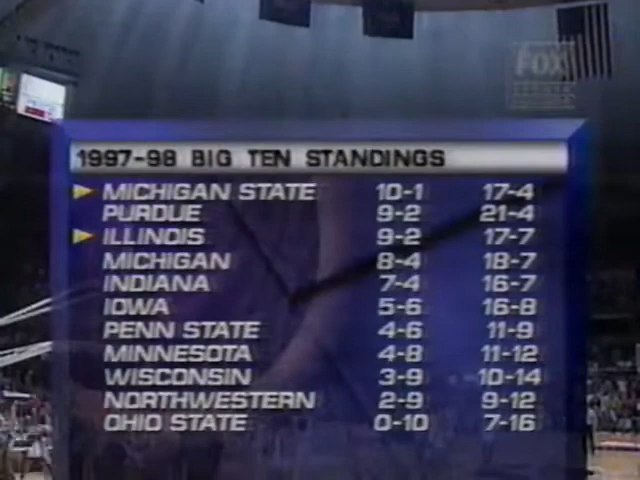 FOX
SPORTS
1997-98 BIG TEN STANDINGS
MICHIGAN STATE 10-1 17-4
PURDUE 9-2 21-4
ILLINOIS 9-2 17-7
MICHIGAN 8-4 18-7
INDIANA 7-4 16-7
IOWA 5-6 16-8
PENN STATE 4-6 11-9
MINNESOTA 4-8 11-12
WISCONSIN 3-9 10-14
NORTHWESTERN 2-9 9-12
OHIO STATE 0-10 7-16